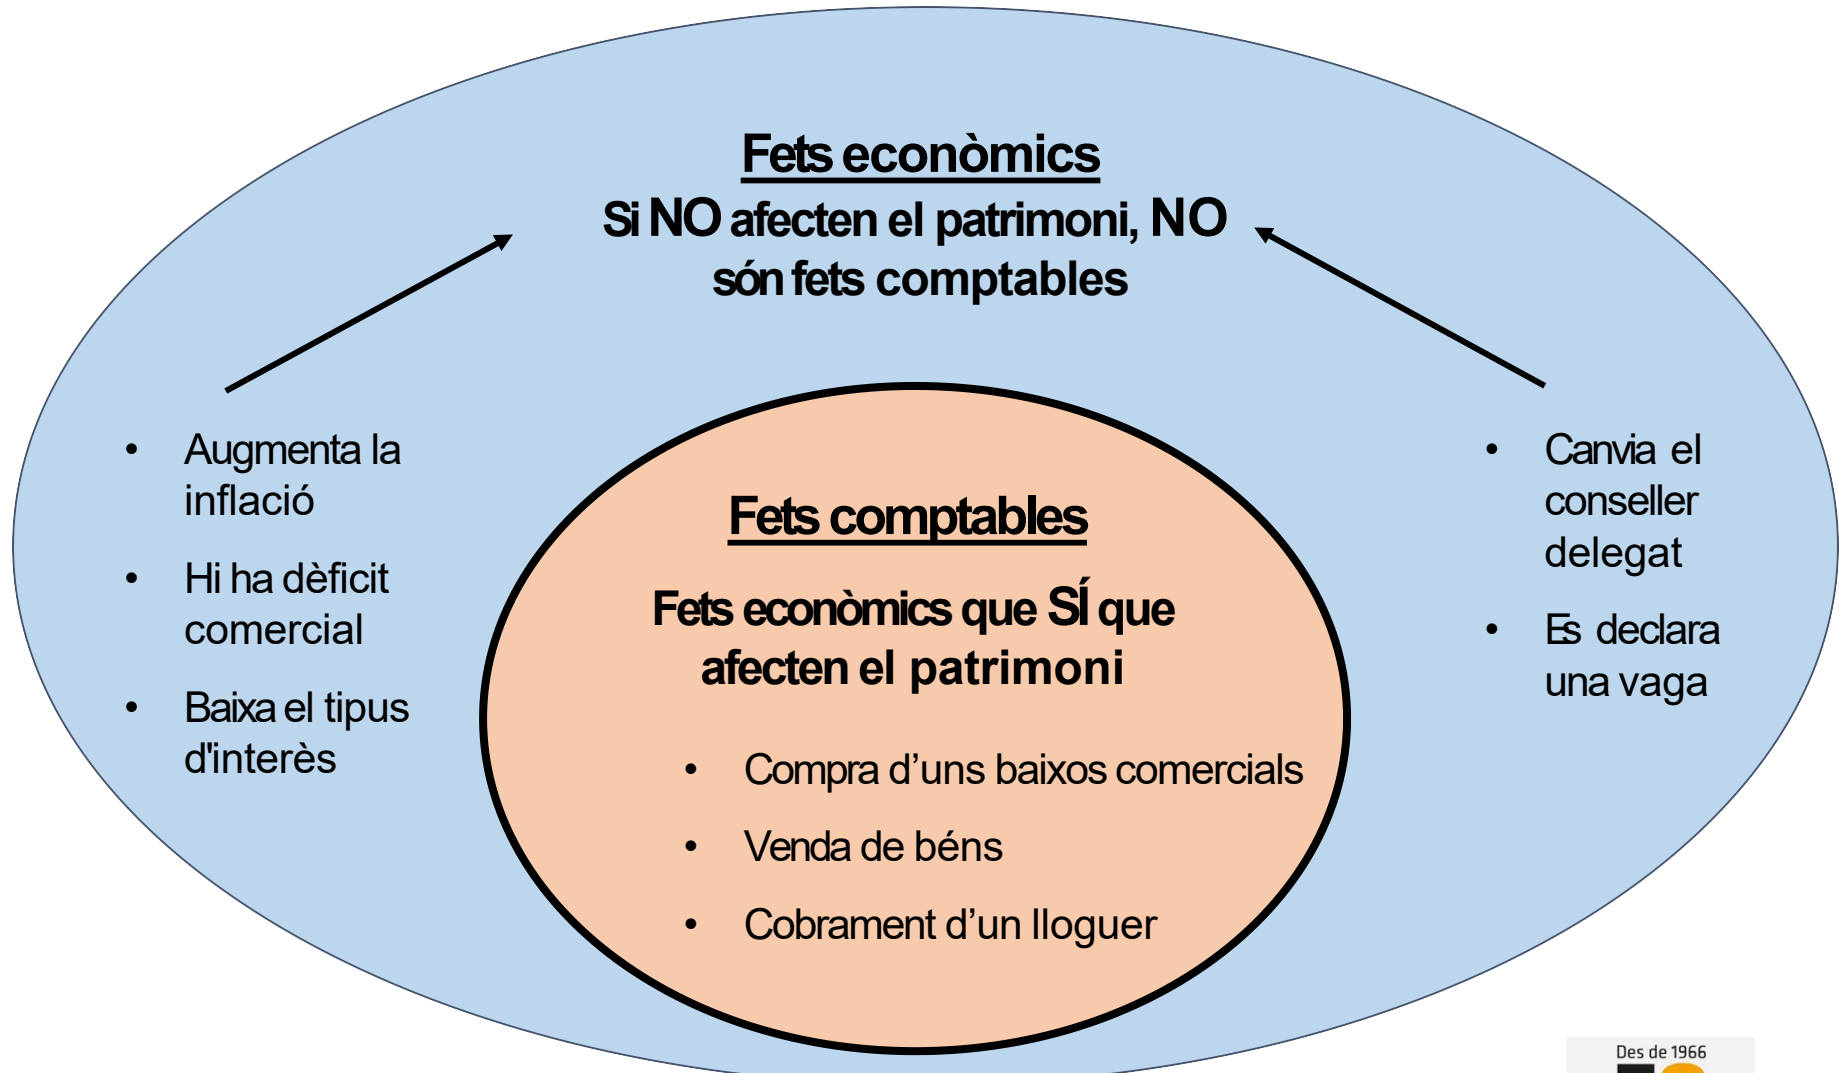 Fets econòmics
Si NO afecten el patrimoni, NO
són fets comptables
• Augmenta la
inflació
• Hi ha dèficit
comercial
• Baixa el tipus
d'interès
• Canvia el
conseller
delegat
• Es declara
una vaga
Fets comptables
Fets econòmics que SÍ que
afecten el patrimoni
• Compra d’uns baixos comercials
• Venda de béns
• Cobrament d’un lloguer
Des de 1966